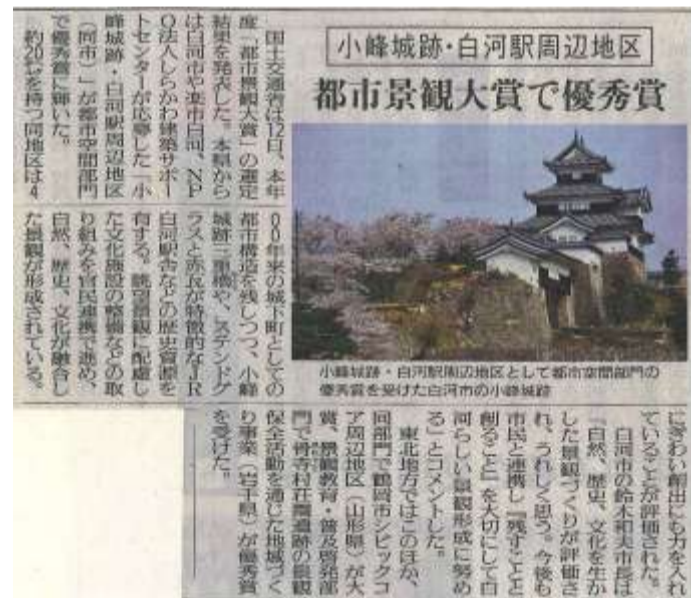 小峰城跡・白河駅周辺地区
都市景観大賞で優秀賞
国土交通省は12日、本年
度「都市景観大賞」の選定
結果を発表した。本県から
は白河市や楽市白河、NP
O法人しらかわ建築サポー
トセンターが応募した「小
峰城跡・白河駅周辺地区
(同市)」が都市空間部門
で優秀賞に輝いた。
約20㌶を持つ同地区は4
00年来の城下町としての
都市構造を残しつつ、小峰
城跡三重櫓や、ステンドグ
ラスと赤瓦が特徴的なJR
白河駅舎などの歴史資源を
有する。眺望景観に配慮し
た文化施設の整備などの取
り組みを官民連携で進め、
自然、歴史、文化が融合し
た景観が形成されている。
小峰城跡・白河駅周辺地区として都市空間部門の
優秀賞を受けた白河市の小峰城跡
にぎわい創出にも力を入れ
ていることが評価された。
白河市の鈴木和夫市長は
「自然、歴史、文化を生か
した景観づくりが評価さ
れ、うれしく思う。今後も
市民と連携し『残すことと
創ること』を大切にして白
河らしい景観形成に努め
る」とコメントした。
東北地方ではこのほか、
同部門で鶴岡市シビックコ
ア周辺地区(山形県)が大
賞、景観教育・普及啓発部
門で骨寺村荘園遺跡の景観
保全活動を通じた地域づく
り事業(岩手県)が優秀賞
を受けた。